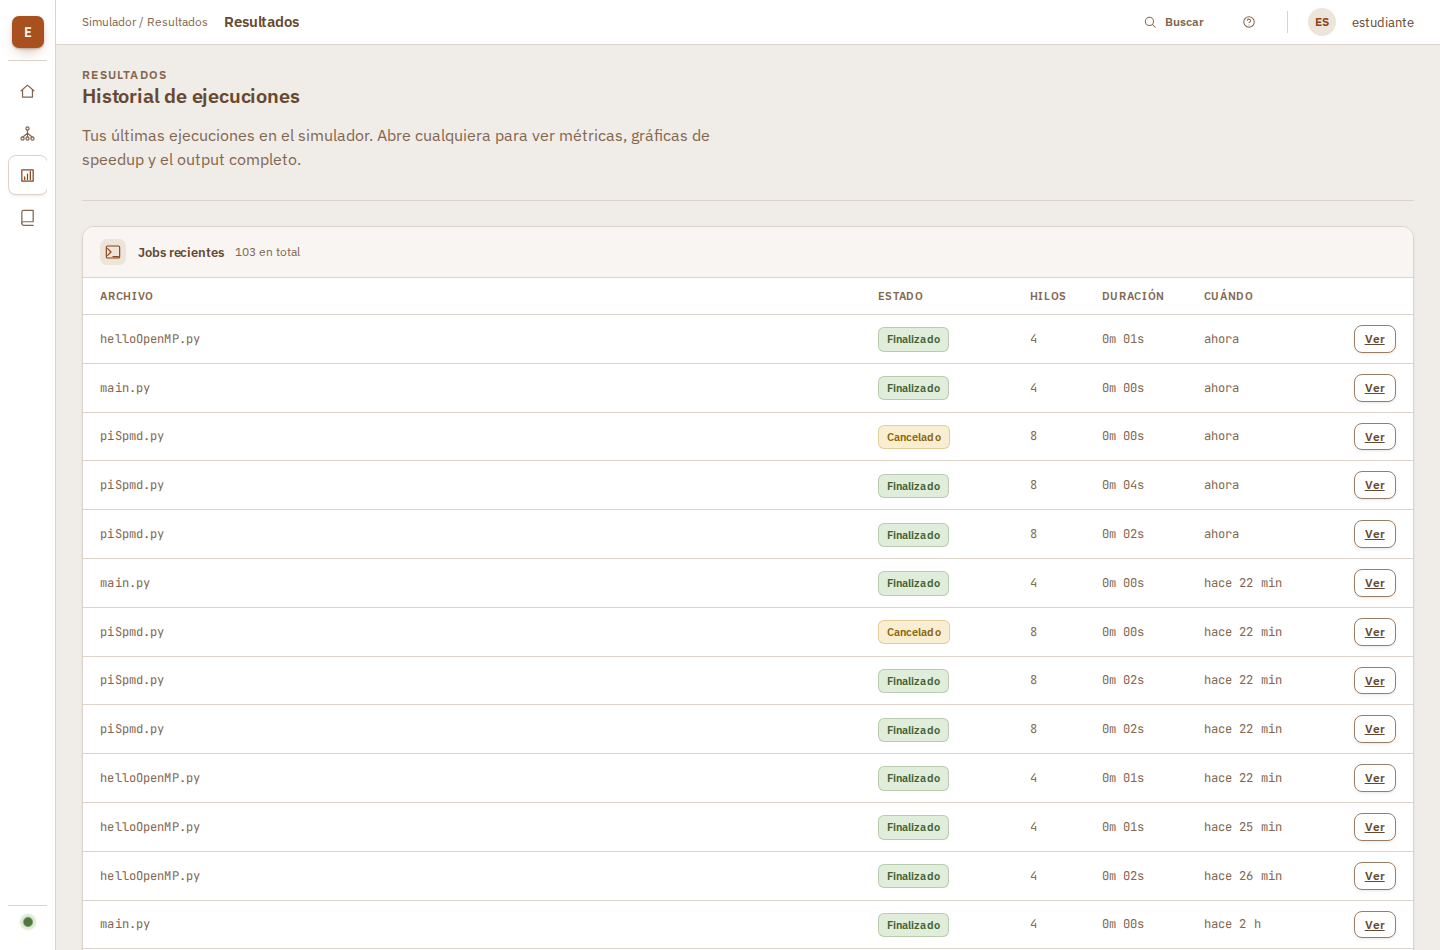 E
Simulador / Resultados Resultados Buscar ES estudiante
RESULTADOS
Historial de ejecuciones
Tus últimas ejecuciones en el simulador. Abre cualquiera para ver métricas, gráficas de
speedup y el output completo.
Jobs recientes 103 en total
ARCHIVO ESTADO HILOS DURACIÓN CUÁNDO
helloOpenMP.py Finalizado 4 0m 01s ahora Ver
main.py Finalizado 4 0m 00s ahora Ver
piSpmd.py Cancelado 8 0m 00s ahora Ver
piSpmd.py Finalizado 8 0m 04s ahora Ver
piSpmd.py Finalizado 8 0m 02s ahora Ver
main.py Finalizado 4 0m 00s hace 22 min Ver
piSpmd.py Cancelado 8 0m 00s hace 22 min Ver
piSpmd.py Finalizado 8 0m 02s hace 22 min Ver
piSpmd.py Finalizado 8 0m 02s hace 22 min Ver
helloOpenMP.py Finalizado 4 0m 01s hace 22 min Ver
helloOpenMP.py Finalizado 4 0m 01s hace 25 min Ver
helloOpenMP.py Finalizado 4 0m 02s hace 26 min Ver
main.py Finalizado 4 0m 00s hace 2 h Ver